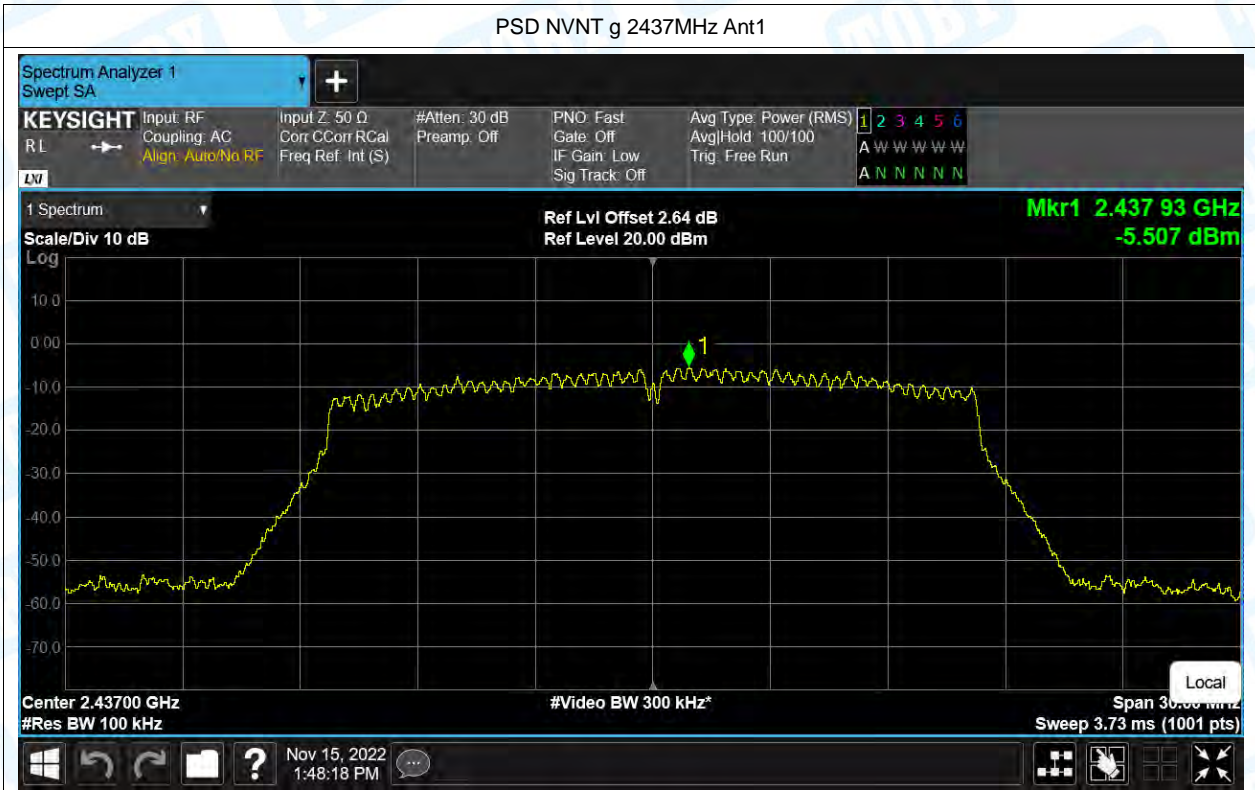 PSD NVNT g 2437MHz Ant1
Spectrum Analyzer 1
Swept SA
+
KEYSIGHT
RL
LXI
Input: RF
Coupling: AC
Align: Auto/No RF
Input Z: 50 Ω
Corr CCorr RCal
Freq Ref: Int (S)
#Atten: 30 dB
Preamp: Off
PNO: Fast
Gate: Off
IF Gain: Low
Sig Track: Off
Avg Type: Power (RMS)
Avg|Hold: 100/100
Trig: Free Run
1 2 3 4 5 6
A W W W W W
A N N N N N
1 Spectrum
Scale/Div 10 dB
Ref Lvl Offset 2.64 dB
Ref Level 20.00 dBm
Mkr1 2.437 93 GHz
-5.507 dBm
Log
10.0
0.00
-10.0
-20.0
-30.0
-40.0
-50.0
-60.0
-70.0
1
Local
Center 2.43700 GHz
#Res BW 100 kHz
#Video BW 300 kHz*
Span 30.00 MHz
Sweep 3.73 ms (1001 pts)
?
Nov 15, 2022
1:48:18 PM